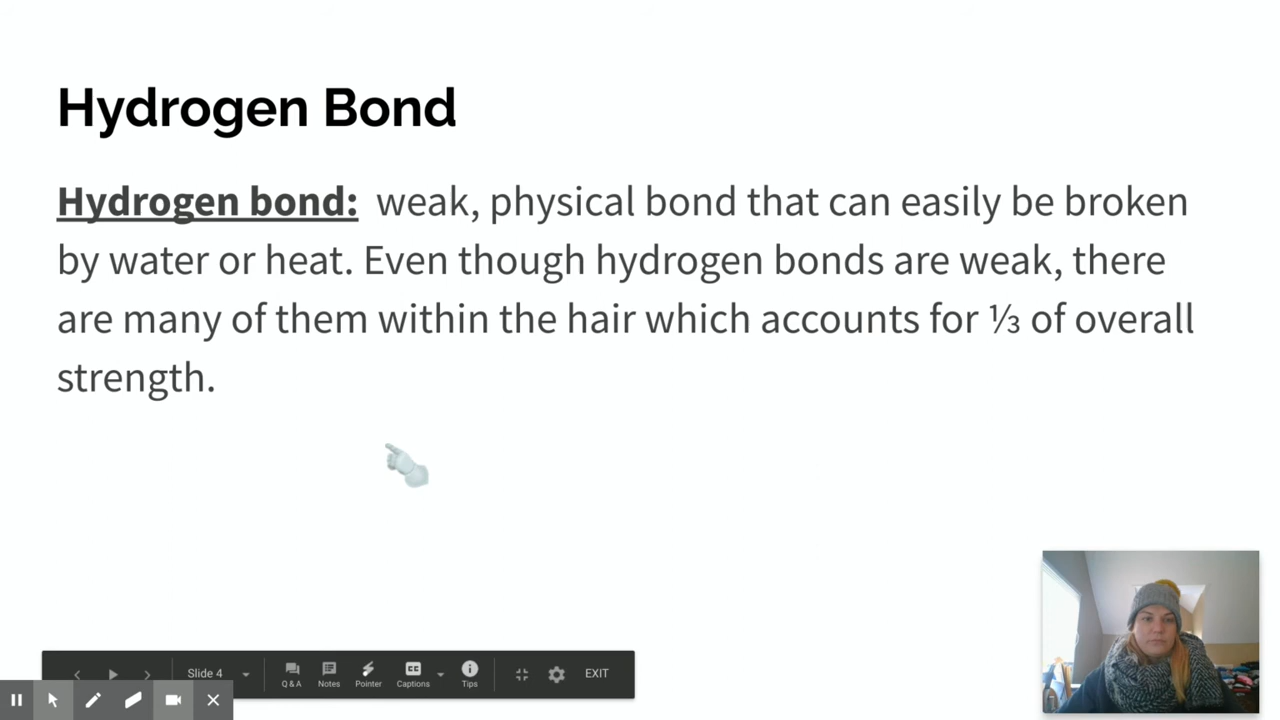 Hydrogen Bond
Hydrogen bond: weak, physical bond that can easily be broken
by water or heat. Even though hydrogen bonds are weak, there
are many of them within the hair which accounts for ⅓ of overall
strength.
Slide 4
Q & A
Notes
Pointer
Captions
Tips
EXIT
CC